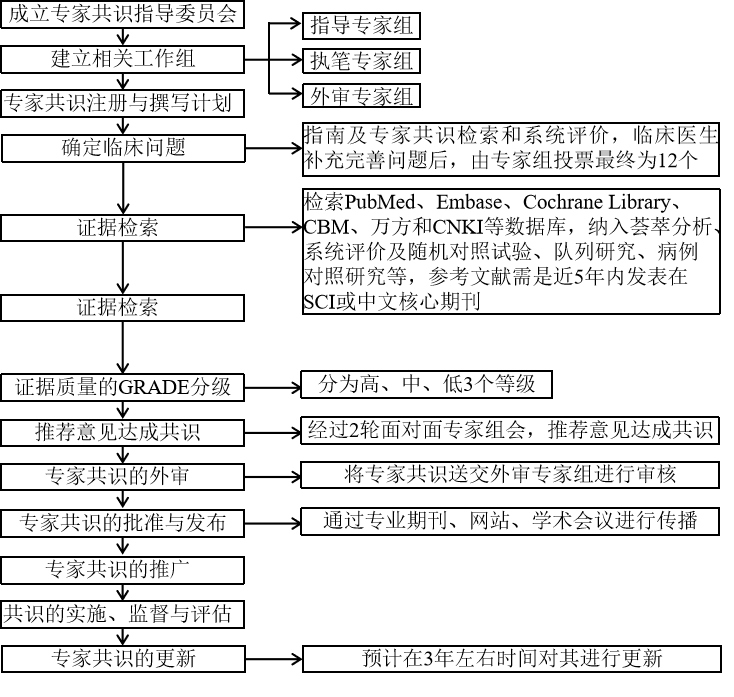 成立专家共识指导委员会
指导专家组
建立相关工作组
执笔专家组
外审专家组
专家共识注册与撰写计划
确定临床问题
指南及专家共识检索和系统评价，临床医生
补充完善问题后，由专家组投票最终为12个
证据检索
检索PubMed、Embase、Cochrane Library、
CBM、万方和CNKI等数据库，纳入荟萃分析、
系统评价及随机对照试验、队列研究、病例
对照研究等，参考文献需是近5年内发表在
SCI或中文核心期刊
证据检索
证据质量的GRADE分级
分为高、中、低3个等级
推荐意见达成共识
经过2轮面对面专家组会，推荐意见达成共识
专家共识的外审
将专家共识送交外审专家组进行审核
专家共识的批准与发布
通过专业期刊、网站、学术会议进行传播
专家共识的推广
共识的实施、监督与评估
专家共识的更新
预计在3年左右时间对其进行更新